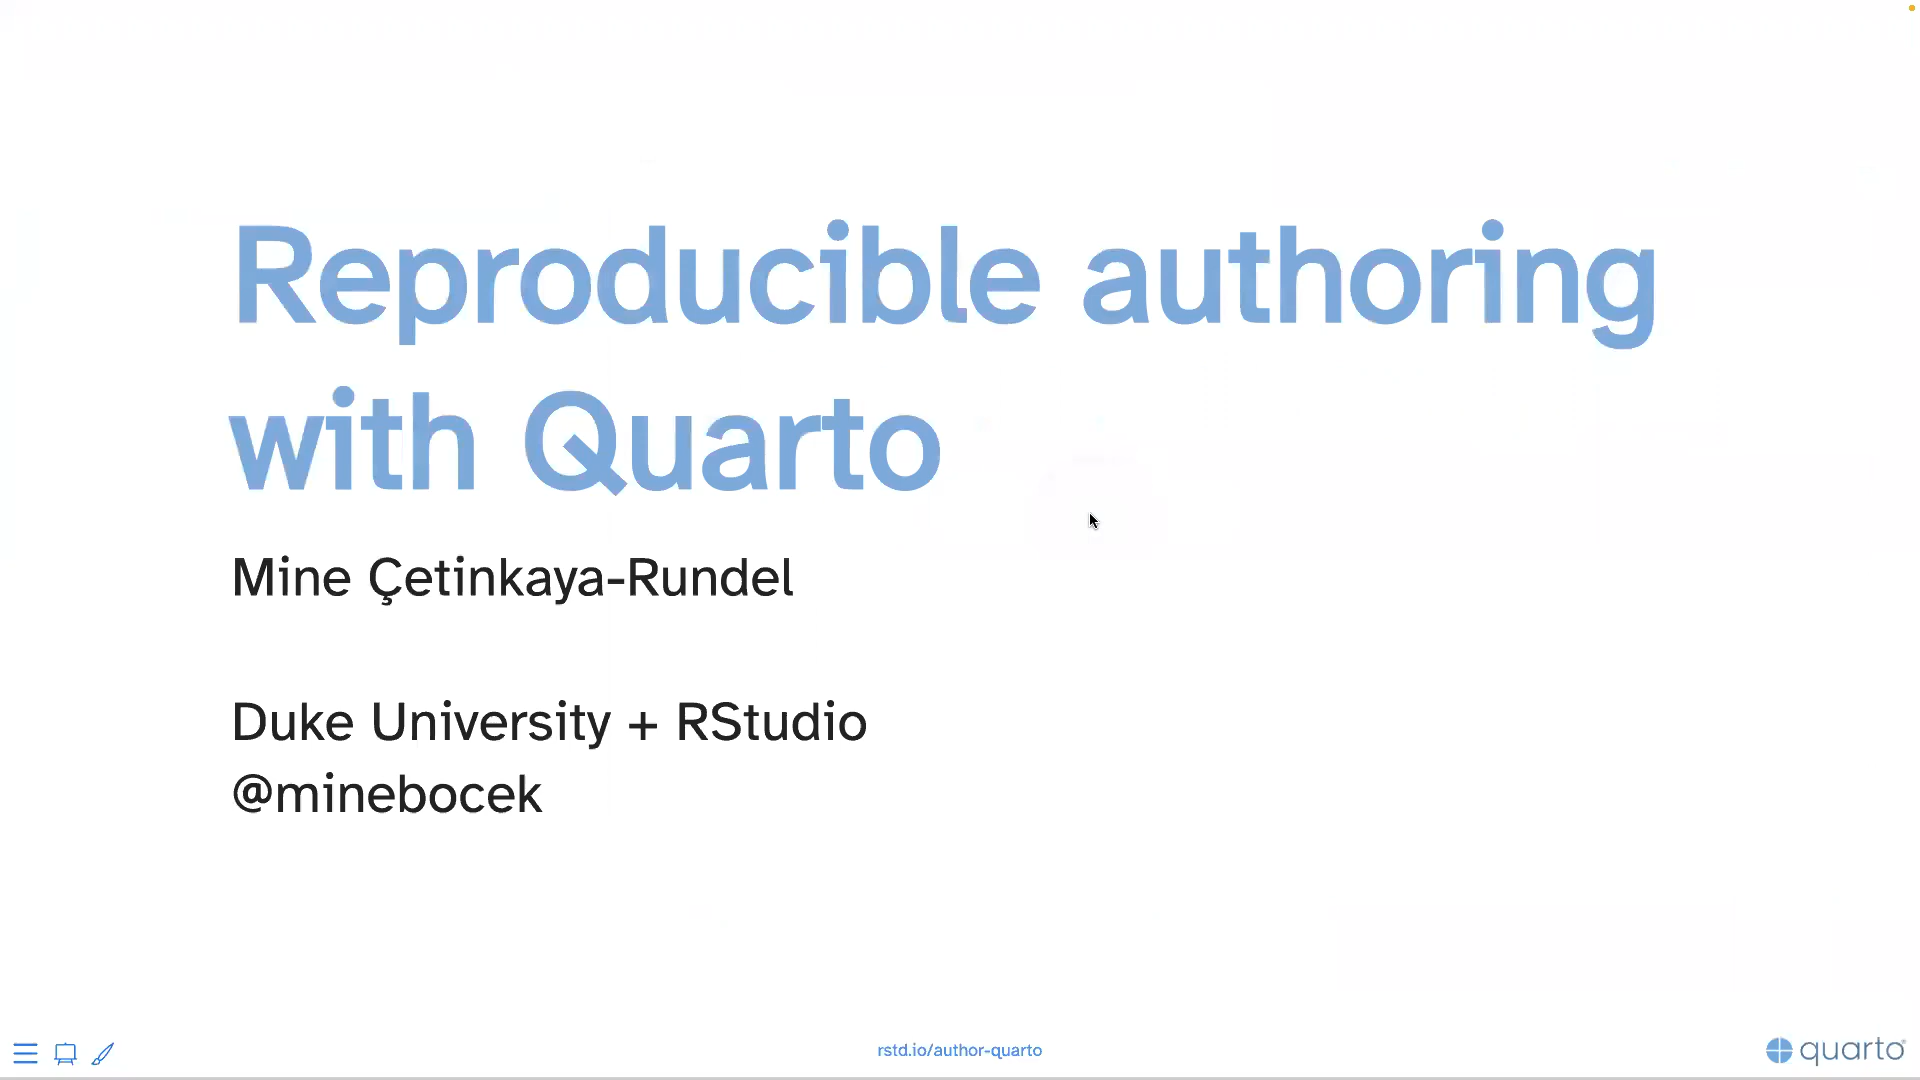 Reproducible authoring
with Quarto
Mine Çetinkaya-Rundel
Duke University + RStudio
@minebocek
rstd.io/author-quarto
quarto